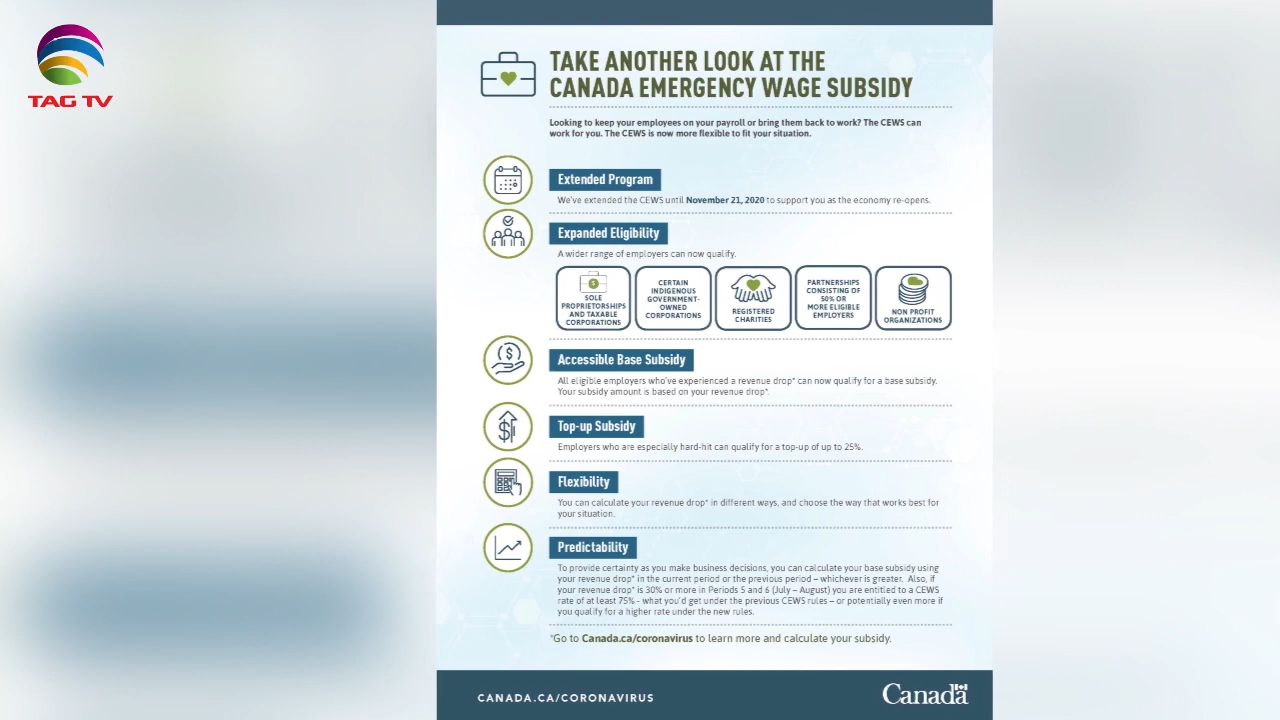 TAG TV
TAKE ANOTHER LOOK AT THE
CANADA EMERGENCY WAGE SUBSIDY
Looking to keep your employees on your payroll or bring them back to work? The CEWS can
work for you. The CEWS is now more flexible to fit your situation.
Extended Program
We've extended the CEWS until November 21, 2020 to support you as the economy re-opens.
Expanded Eligibility
A wider range of employers can now qualify.
SOLE
PROPRIETORSHIPS
AND TAXABLE
CORPORATIONS
CERTAIN
INDIGENOUS
GOVERNMENT-
OWNED
CORPORATIONS
REGISTERED
CHARITIES
PARTNERSHIPS
CONSISTING OF
50% OR
MORE ELIGIBLE
EMPLOYERS
NON PROFIT
ORGANIZATIONS
Accessible Base Subsidy
All eligible employers who've experienced a revenue drop* can now qualify for a base subsidy.
Your subsidy amount is based on your revenue drop*.
Top-up Subsidy
Employers who are especially hard-hit can qualify for a top-up of up to 25%.
Flexibility
You can calculate your revenue drop* in different ways, and choose the way that works best for
your situation.
Predictability
To provide certainty as you make business decisions, you can calculate your base subsidy using
your revenue drop* in the current period or the previous period – whichever is greater. Also, if
your revenue drop* is 30% or more in Periods 5 and 6 (July – August) you are entitled to a CEWS
rate of at least 75% - what you'd get under the previous CEWS rules – or potentially even more if
you qualify for a higher rate under the new rules.
*Go to Canada.ca/coronavirus to learn more and calculate your subsidy.
CANADA.CA/CORONAVIRUS
Canada